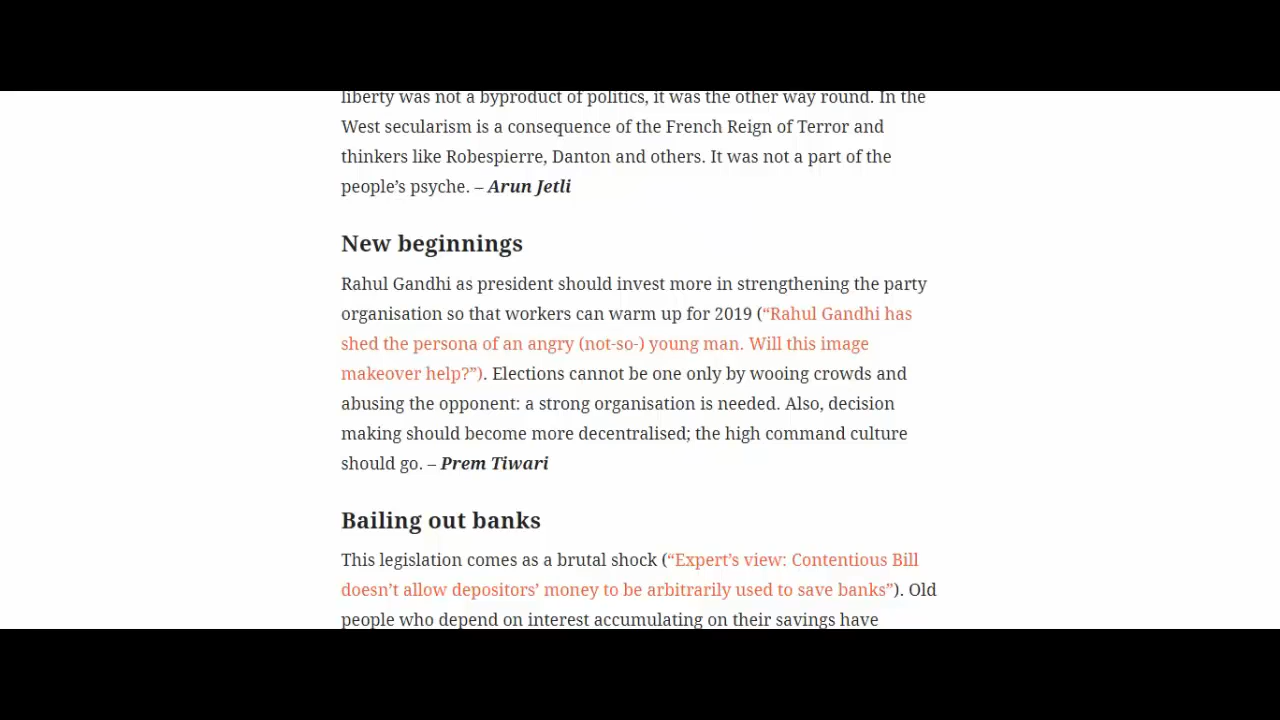 liberty was not a byproduct of politics, it was the other way round. In the
West secularism is a consequence of the French Reign of Terror and
thinkers like Robespierre, Danton and others. It was not a part of the
people’s psyche. – Arun Jetli
New beginnings
Rahul Gandhi as president should invest more in strengthening the party
organisation so that workers can warm up for 2019 (“Rahul Gandhi has
shed the persona of an angry (not-so-) young man. Will this image
makeover help?”). Elections cannot be one only by wooing crowds and
abusing the opponent: a strong organisation is needed. Also, decision
making should become more decentralised; the high command culture
should go. – Prem Tiwari
Bailing out banks
This legislation comes as a brutal shock (“Expert’s view: Contentious Bill
doesn’t allow depositors’ money to be arbitrarily used to save banks”). Old
people who depend on interest accumulating on their savings have